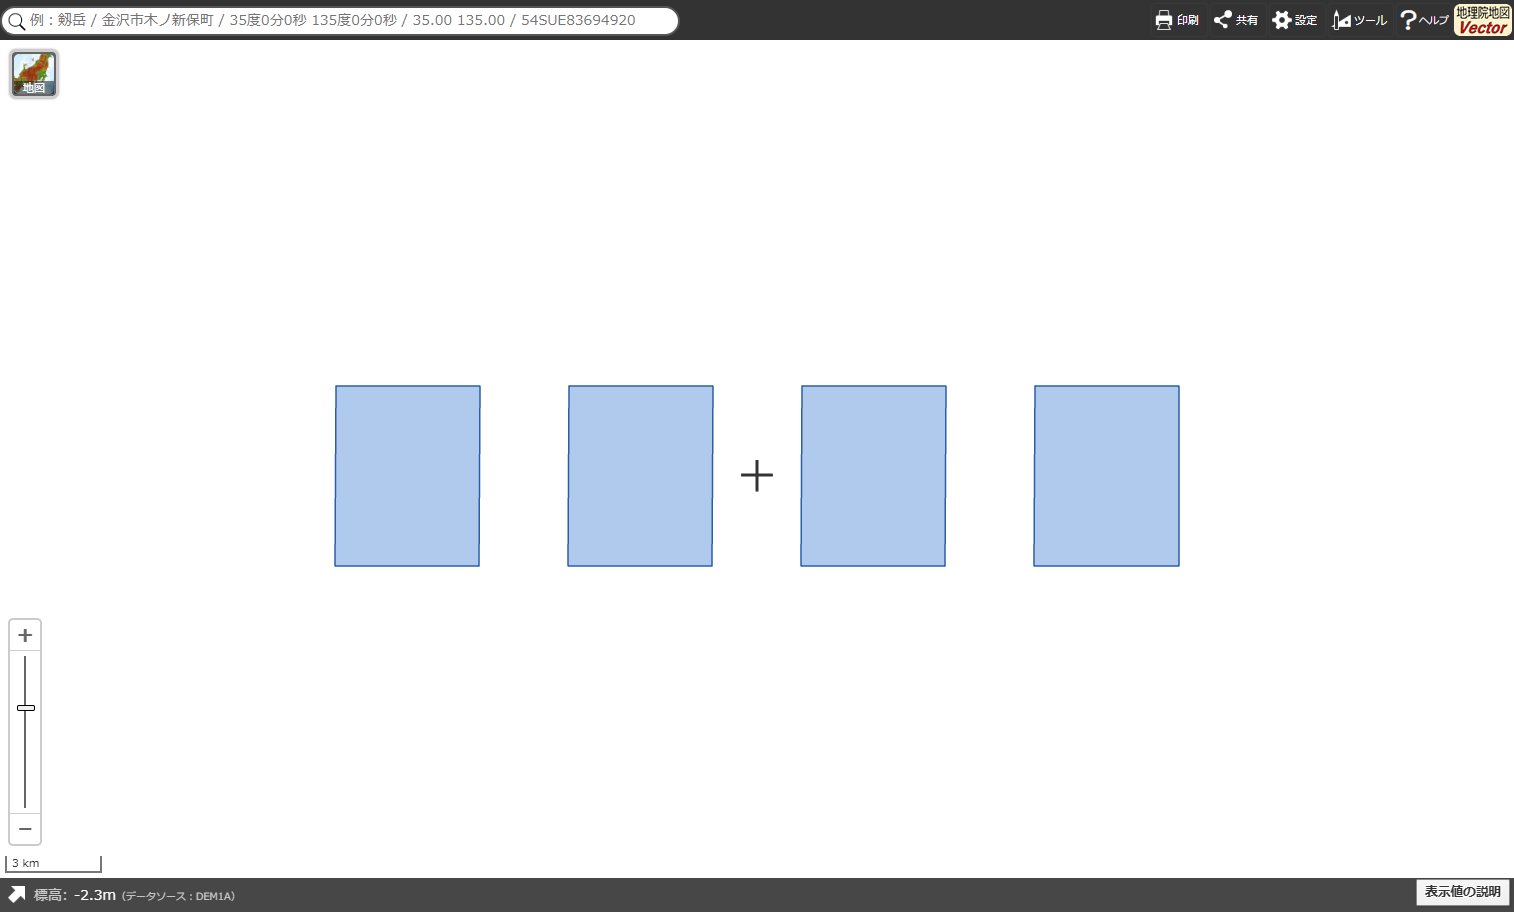 例：剱岳 / 金沢市木ノ新保町 / 35度0分0秒 135度0分0秒 / 35.00 135.00 / 54SUE83694920
印刷
共有
設定
ツール
ヘルプ
地理院地図
Vector
地図
3 km
標高: -2.3m（データソース：DEM1A）
表示値の説明